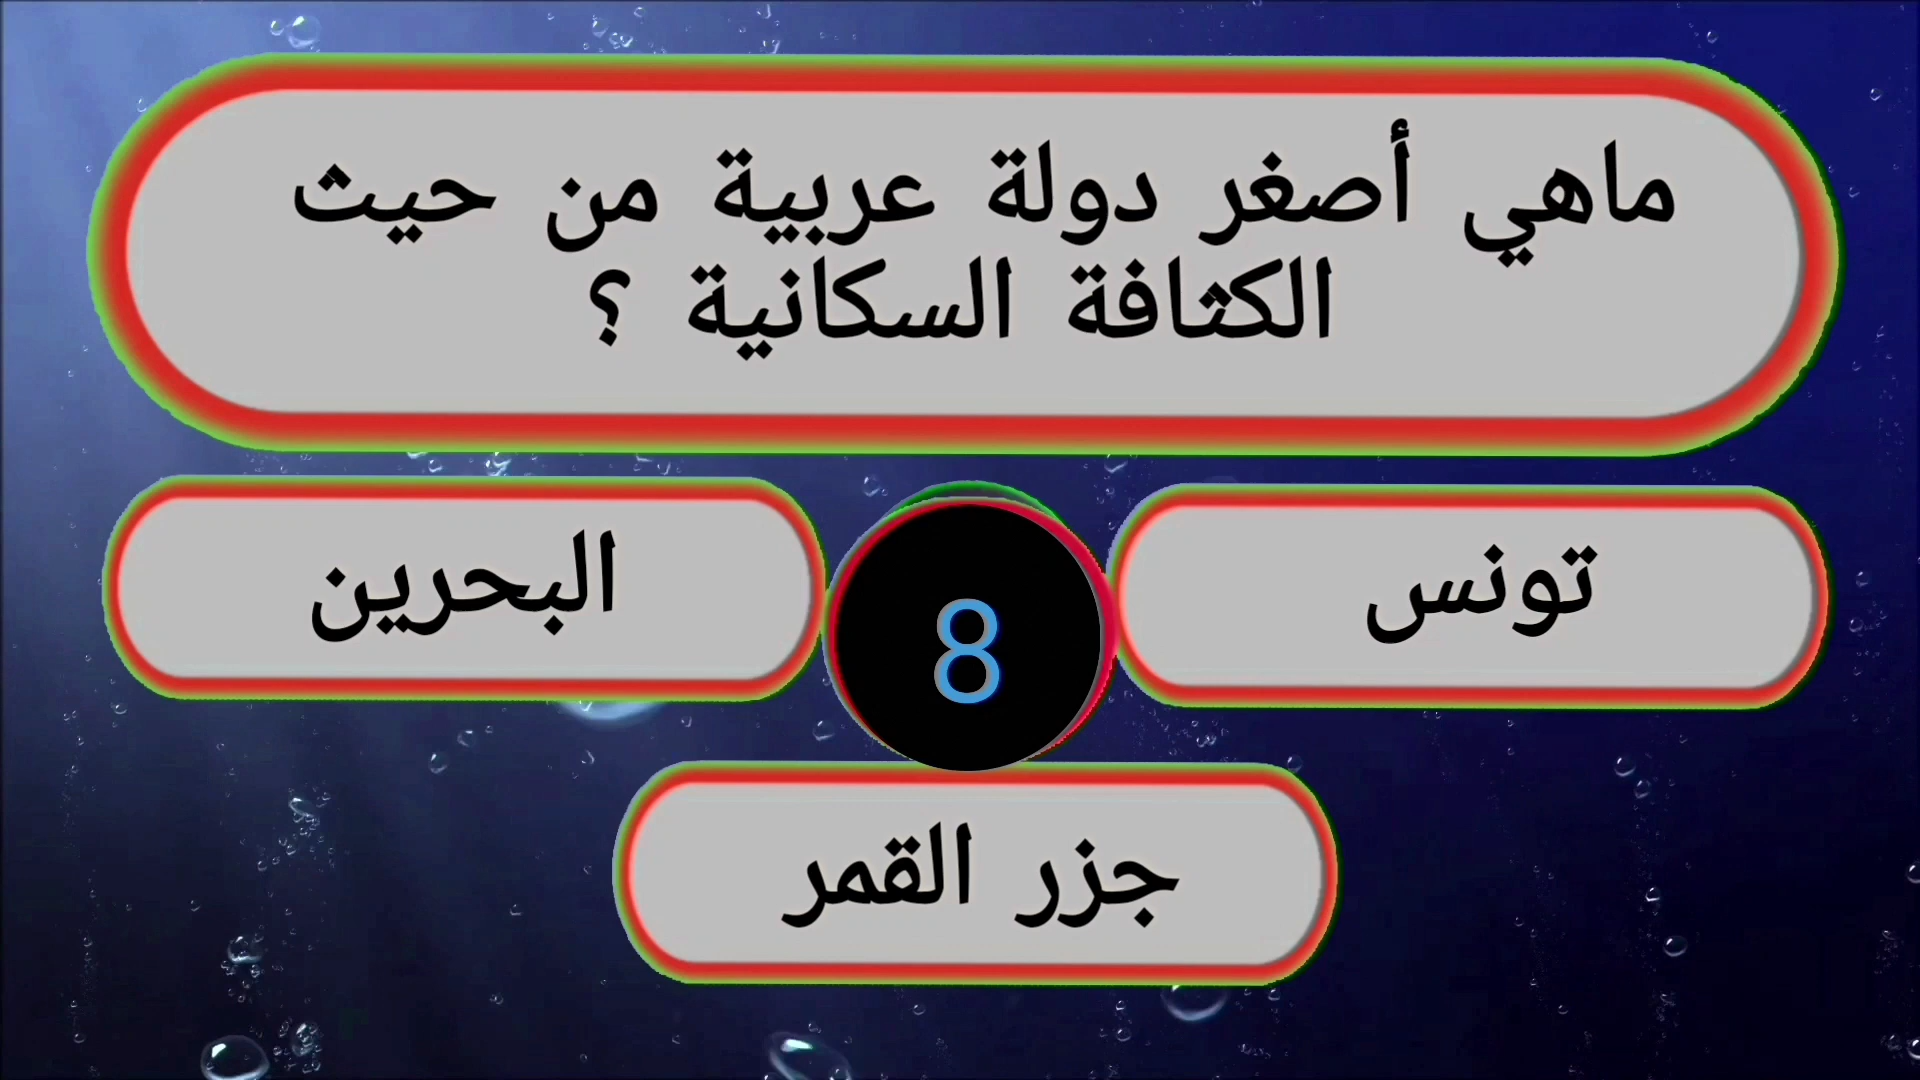 ماهي أصغر دولة عربية من حيث
الكثافة السكانية ؟
تونس
البحرين
8
جزر القمر